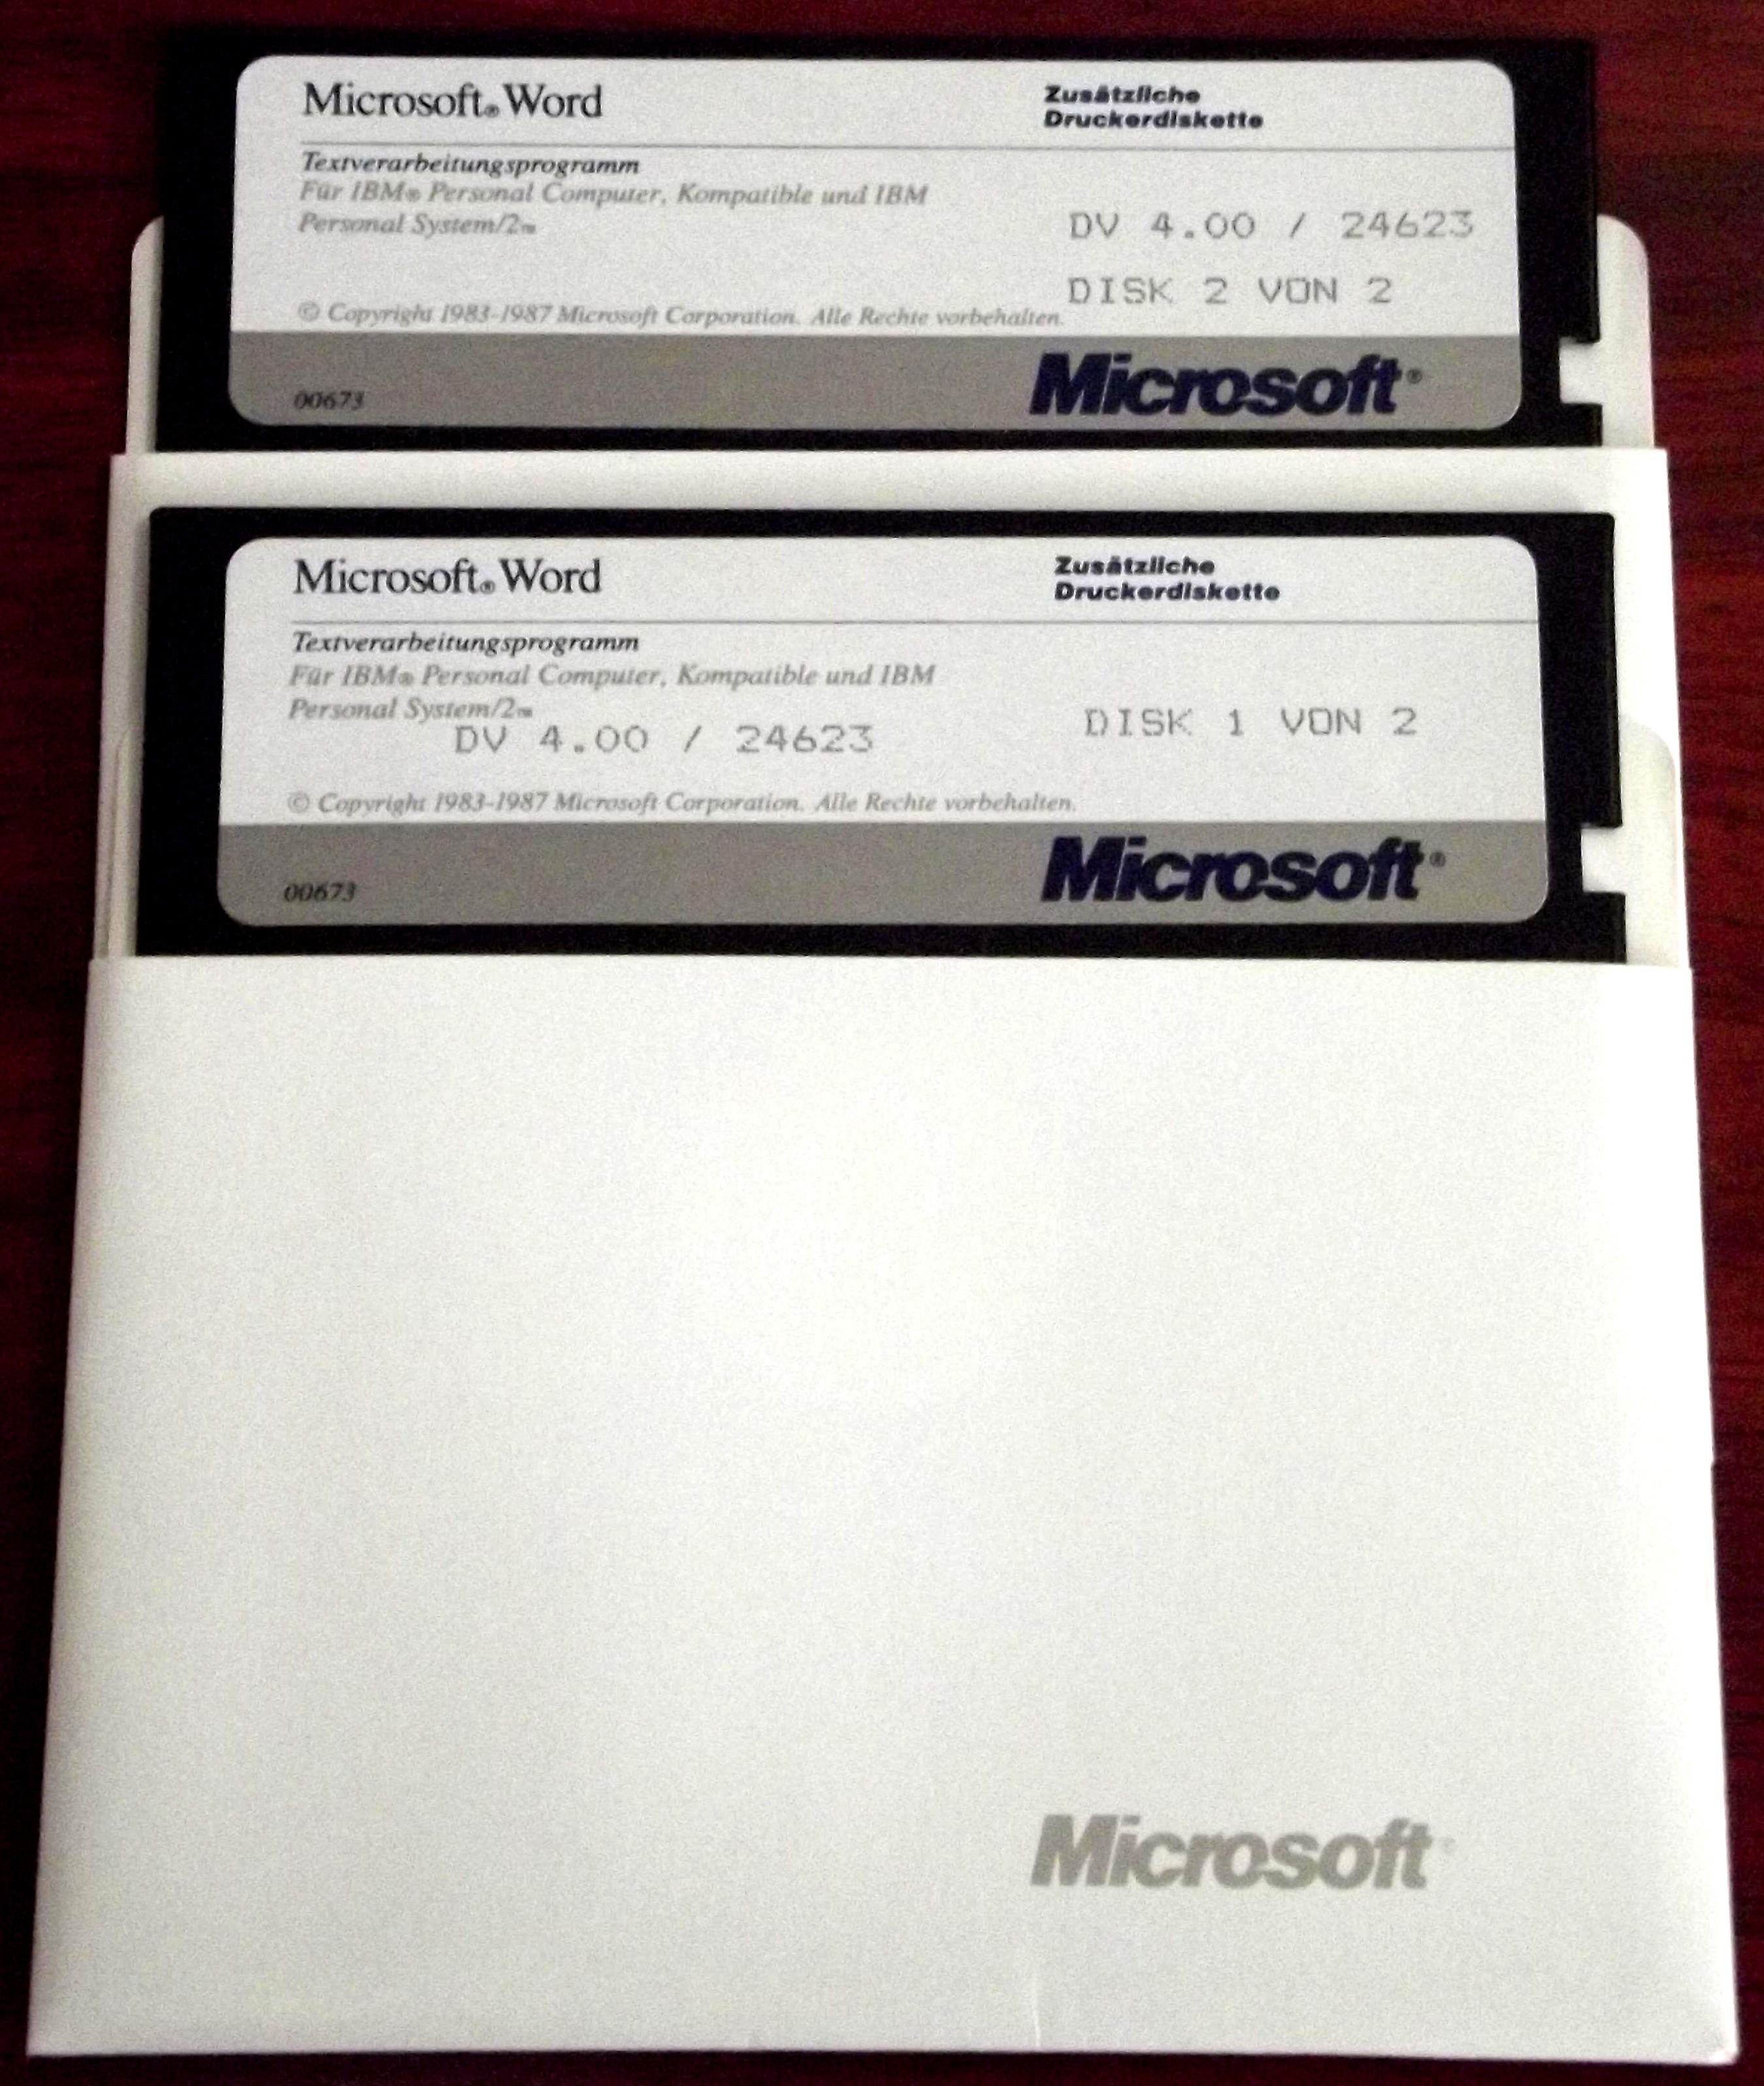 Microsoft® Word
Zusätzliche
Druckerdiskette
Textverarbeitungsprogramm
Für IBM® Personal Computer, Kompatible und IBM
Personal System/2™
DV 4.00 / 24623
DISK 2 VON 2
© Copyright 1983-1987 Microsoft Corporation. Alle Rechte vorbehalten.
00673
Microsoft®
Microsoft® Word
Zusätzliche
Druckerdiskette
Textverarbeitungsprogramm
Für IBM® Personal Computer, Kompatible und IBM
Personal System/2™
DV 4.00 / 24623
DISK 1 VON 2
© Copyright 1983-1987 Microsoft Corporation. Alle Rechte vorbehalten.
00673
Microsoft®
Microsoft